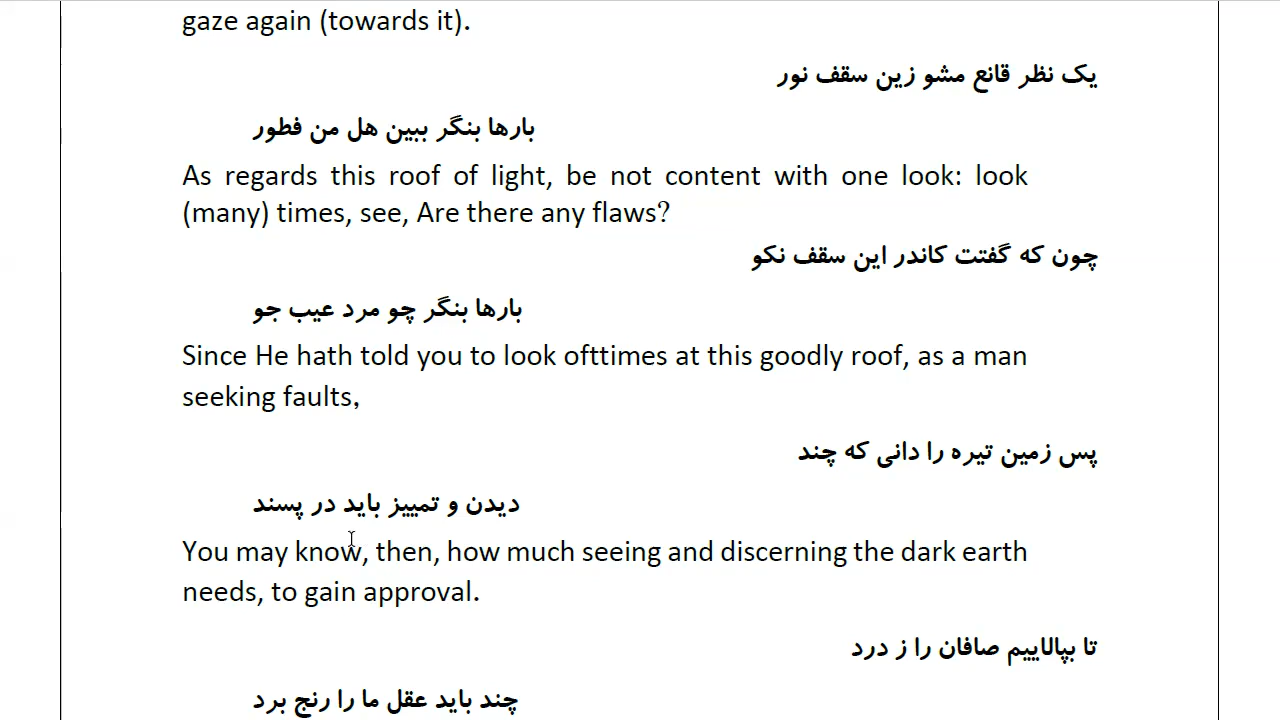 gaze again (towards it).
یک نظر قانع مشو زین سقف نور
بارها بنگر ببین هل من فطور
As regards this roof of light, be not content with one look: look
(many) times, see, Are there any flaws?
چون که گفتت کاندر این سقف نکو
بارها بنگر چو مرد عیب جو
Since He hath told you to look ofttimes at this goodly roof, as a man
seeking faults,
پس زمین تیره را دانی که چند
دیدن و تمییز باید در پسند
You may know, then, how much seeing and discerning the dark earth
needs, to gain approval.
تا بپالاییم صافان را ز درد
چند باید عقل ما را رنج برد